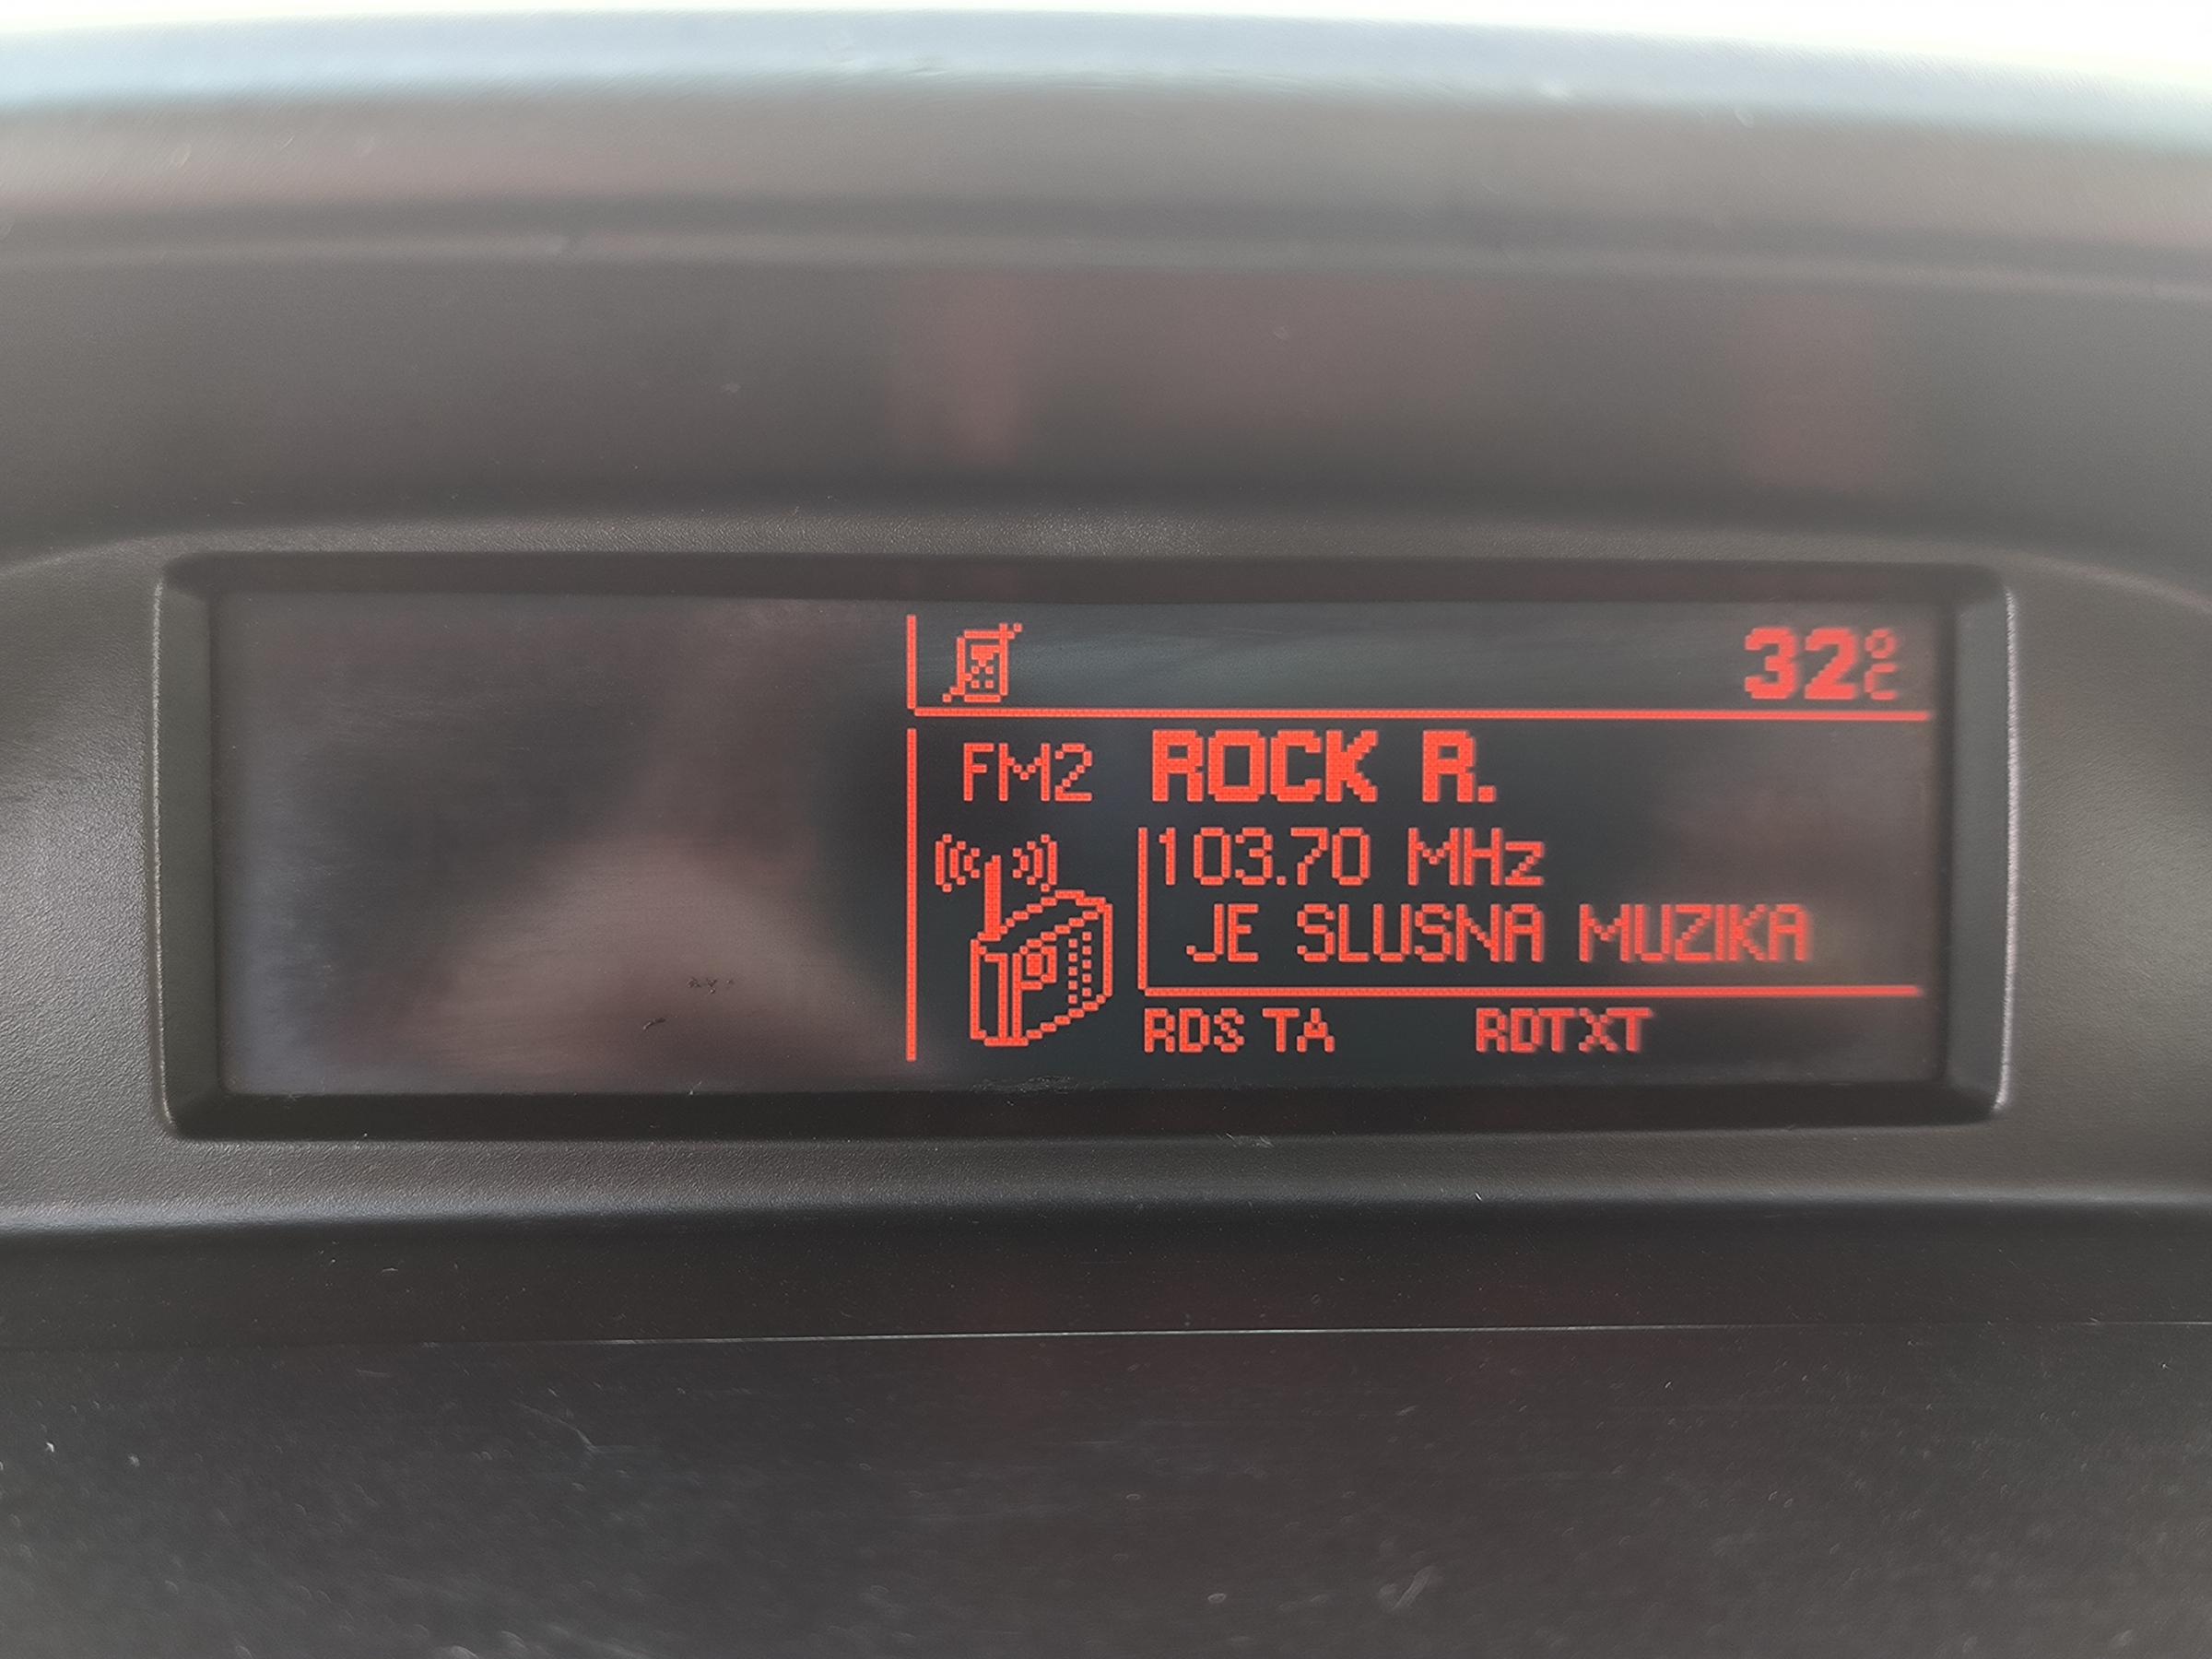 32°C
FM2 ROCK R.
103.70 MHz
JE SLUSNA MUZIKA
RDS TA RDTXT